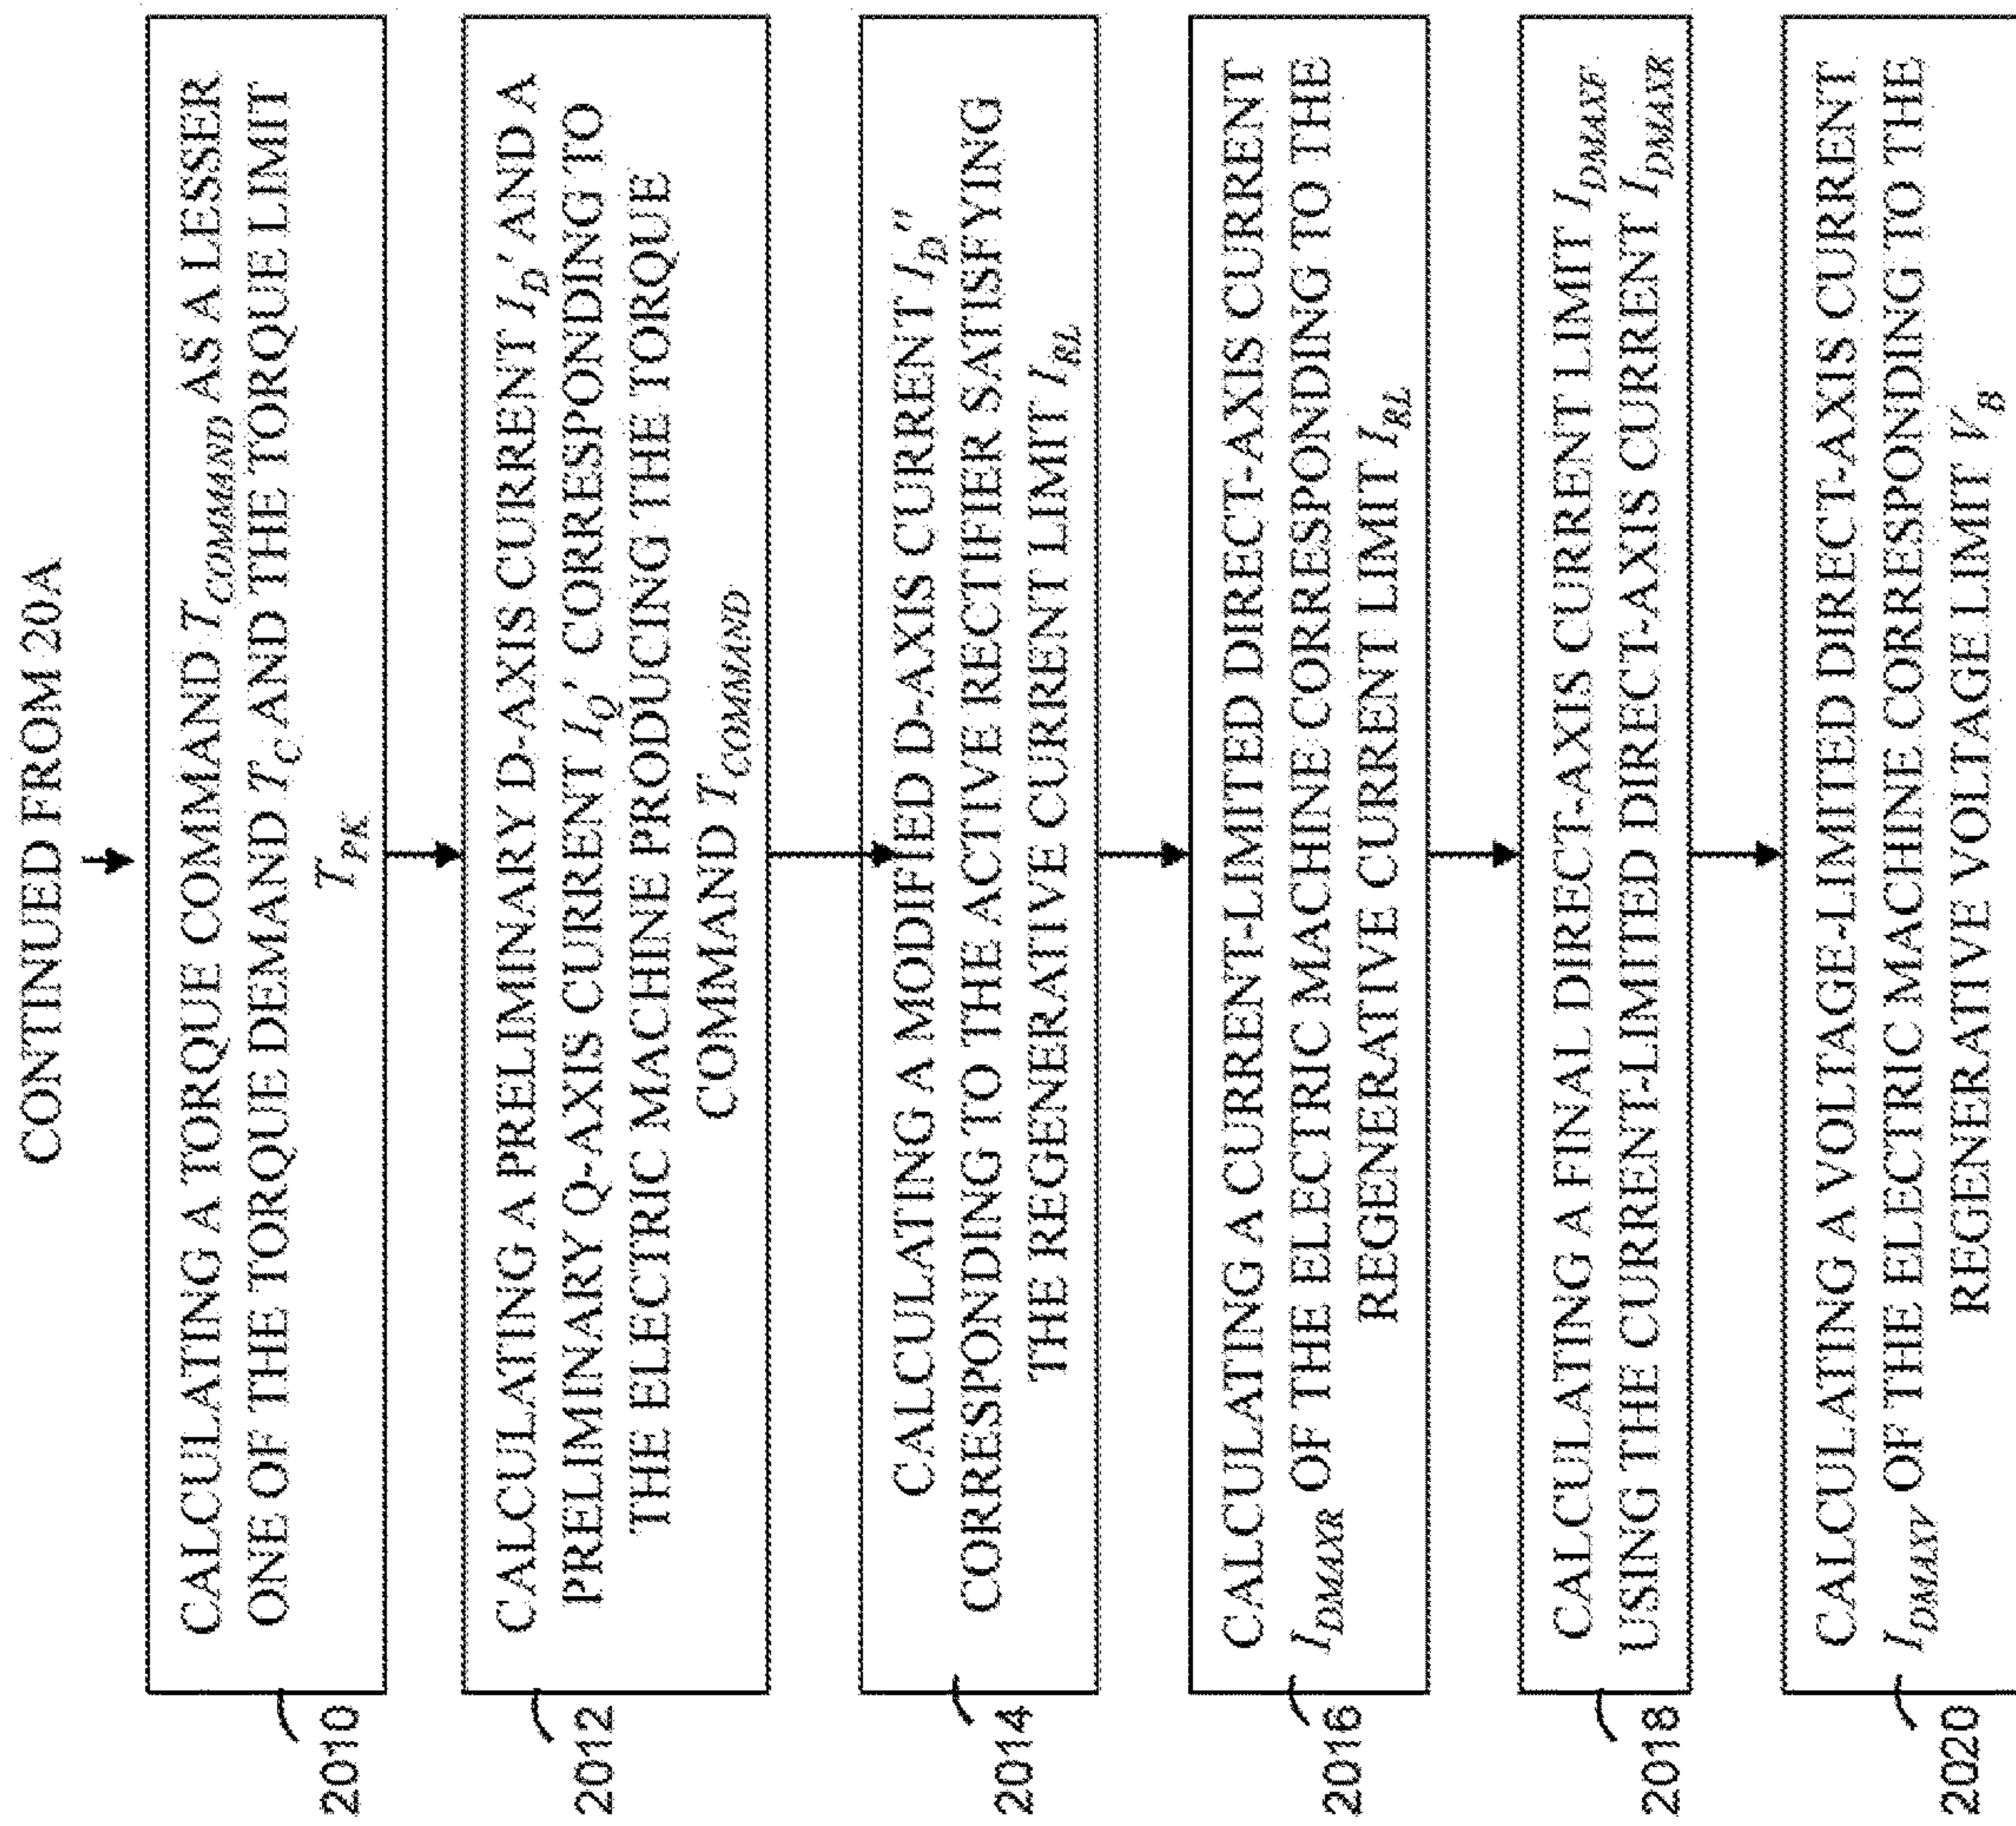 CONTINUED FROM 20A
CALCULATING A TORQUE COMMAND T_COMMAND AS A LESSER
ONE OF THE TORQUE DEMAND T_C AND THE TORQUE LIMIT
T_PK
2010
CALCULATING A PRELIMINARY D-AXIS CURRENT I_D' AND A
PRELIMINARY Q-AXIS CURRENT I_Q' CORRESPONDING TO
THE ELECTRIC MACHINE PRODUCING THE TORQUE
COMMAND T_COMMAND
2012
CALCULATING A MODIFIED D-AXIS CURRENT I_D''
CORRESPONDING TO THE ACTIVE RECTIFIER SATISFYING
THE REGENERATIVE CURRENT LIMIT I_RL
2014
CALCULATING A CURRENT-LIMITED DIRECT-AXIS CURRENT
I_DMAXR OF THE ELECTRIC MACHINE CORRESPONDING TO THE
REGENERATIVE CURRENT LIMIT I_RL
2016
CALCULATING A FINAL DIRECT-AXIS CURRENT LIMIT I_DMAXF
USING THE CURRENT-LIMITED DIRECT-AXIS CURRENT I_DMAXR
2018
CALCULATING A VOLTAGE-LIMITED DIRECT-AXIS CURRENT
I_DMAXV OF THE ELECTRIC MACHINE CORRESPONDING TO THE
REGENERATIVE VOLTAGE LIMIT V_B
2020